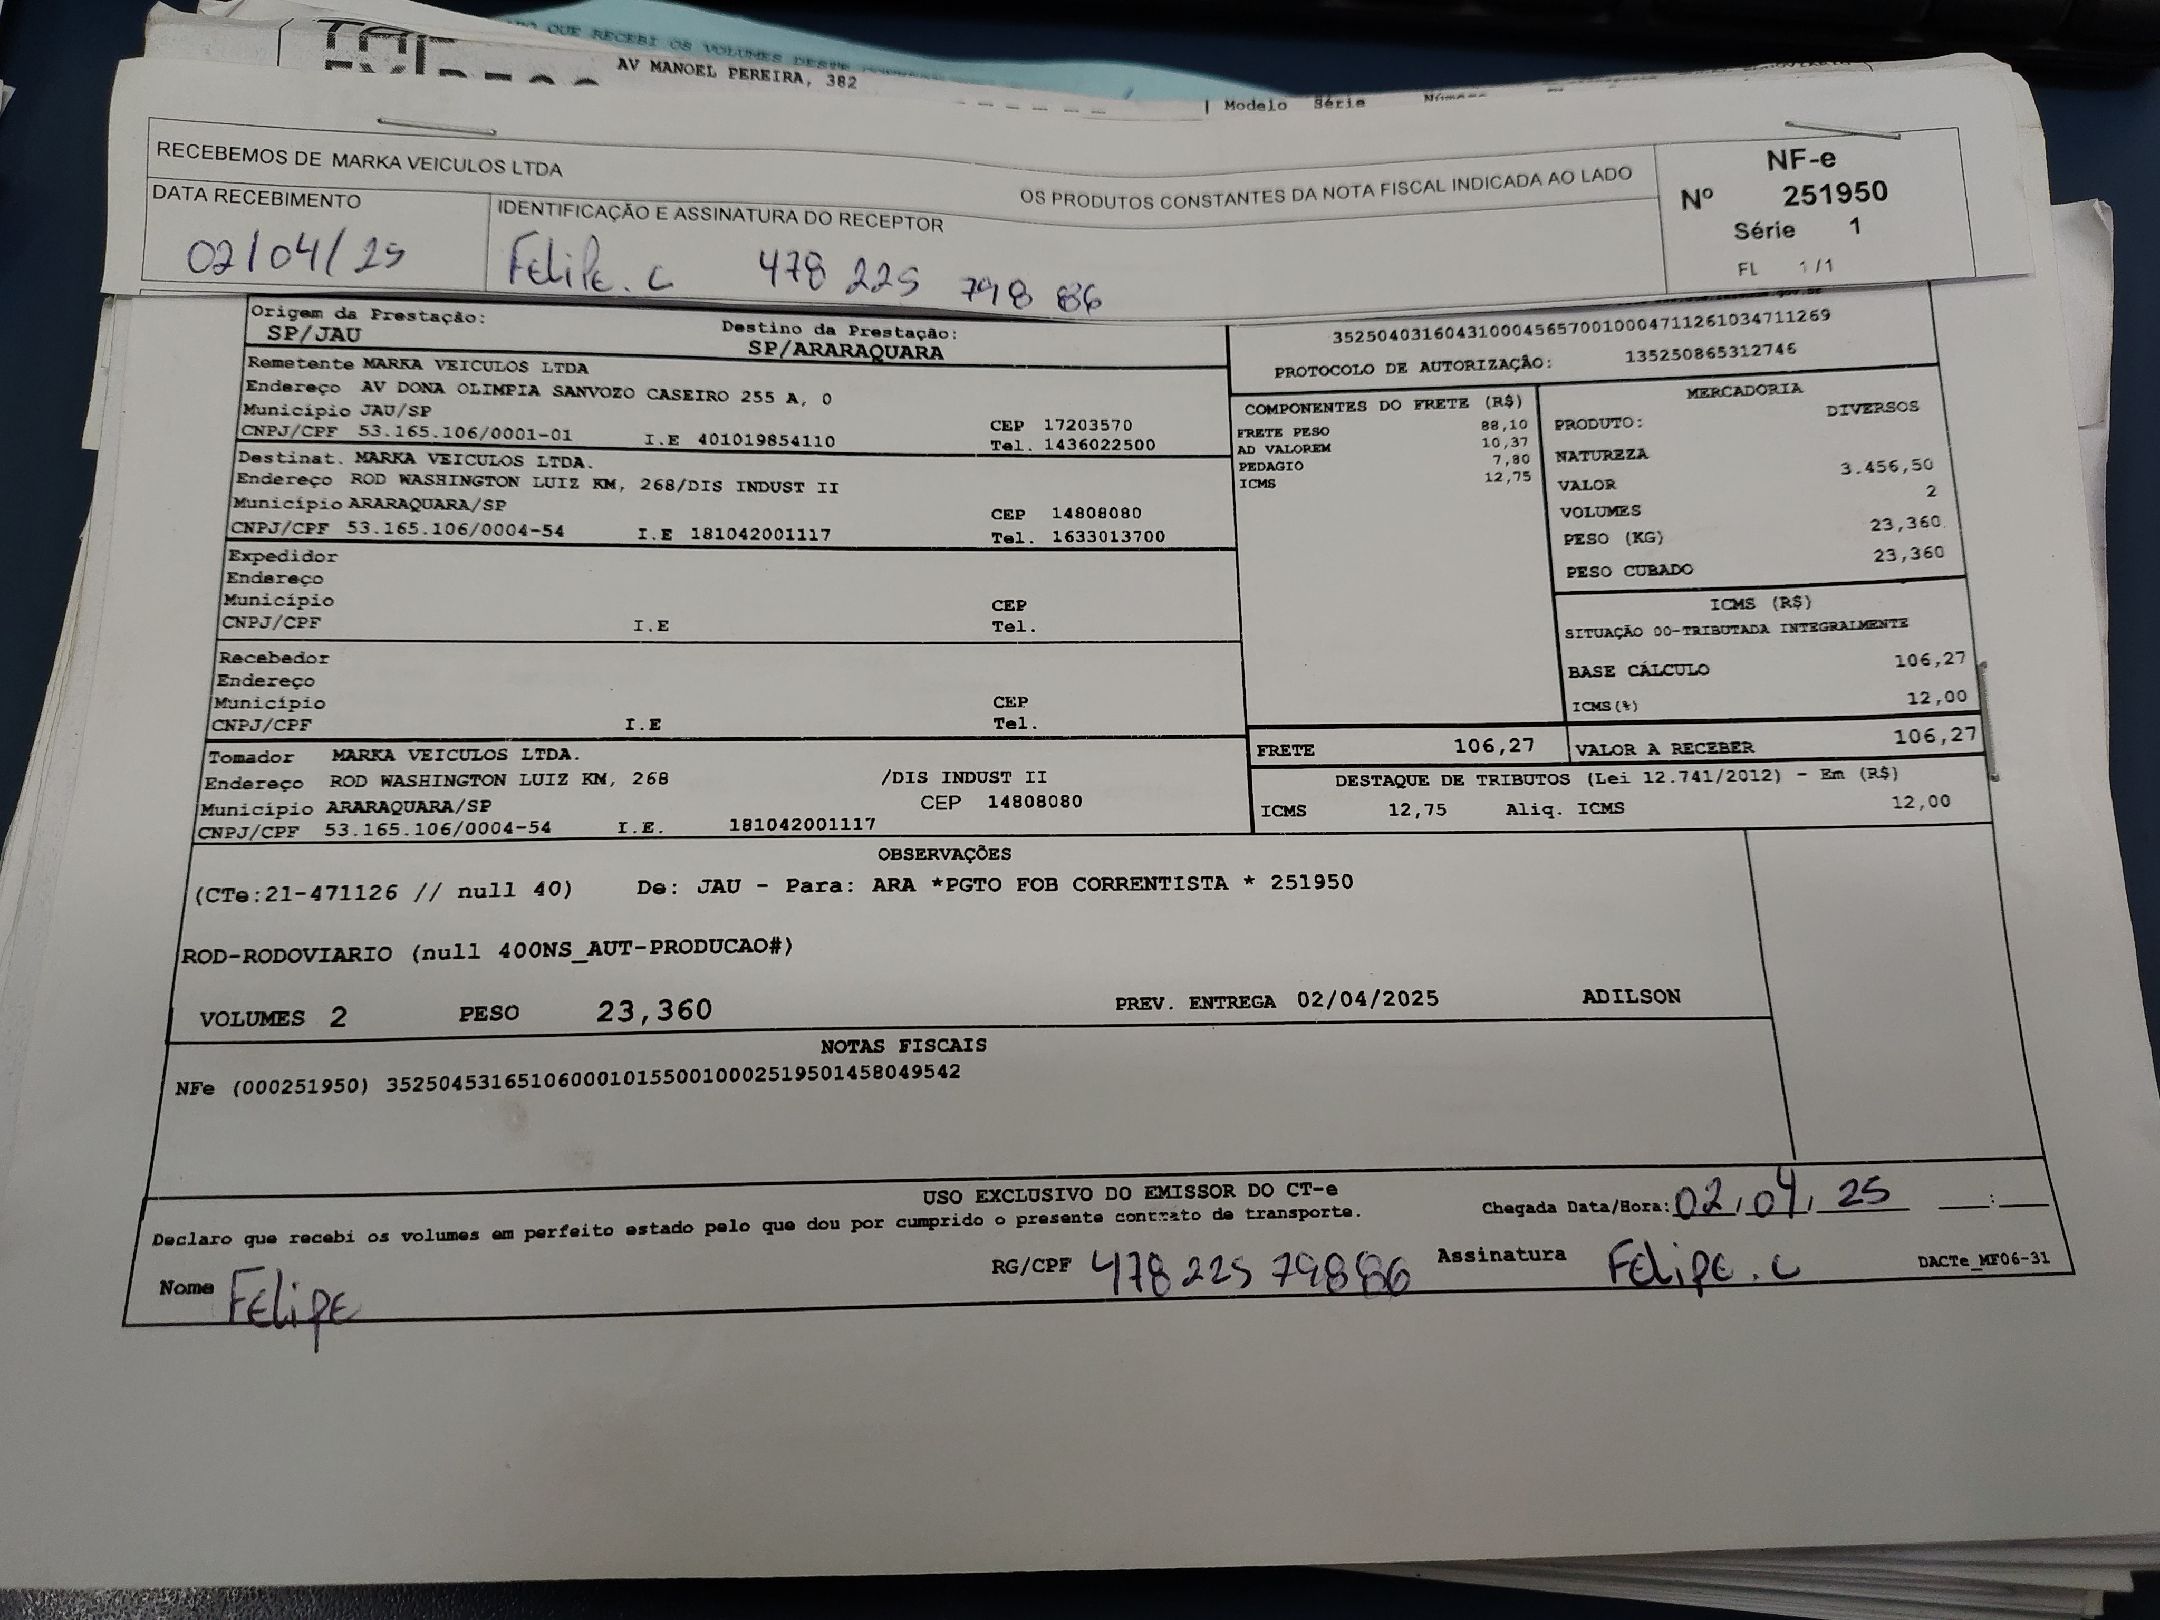 QUE RECEBI OS VOLUMES DESTE
AV MANOEL PEREIRA, 382
Modelo Série Número
RECEBEMOS DE MARKA VEICULOS LTDA
OS PRODUTOS CONSTANTES DA NOTA FISCAL INDICADA AO LADO
NF-e
Nº 251950
Série 1
FL 1/1
DATA RECEBIMENTO
02/04/25
IDENTIFICAÇÃO E ASSINATURA DO RECEPTOR
Felipe. C 478 225 798 86
Origem da Prestação:
SP/JAU
Destino da Prestação:
SP/ARARAQUARA
35250403160431000456570010004711261034711269
PROTOCOLO DE AUTORIZAÇÃO: 135250865312746
Remetente MARKA VEICULOS LTDA
Endereço AV DONA OLIMPIA SANVOZO CASEIRO 255 A, 0
Município JAU/SP CEP 17203570
CNPJ/CPF 53.165.106/0001-01 I.E 401019854110 Tel. 1436022500
Destinat. MARKA VEICULOS LTDA.
Endereço ROD WASHINGTON LUIZ KM, 268/DIS INDUST II
Município ARARAQUARA/SP CEP 14808080
CNPJ/CPF 53.165.106/0004-54 I.E 181042001117 Tel. 1633013700
Expedidor
Endereço
Município CEP
CNPJ/CPF I.E Tel.
Recebedor
Endereço
Município CEP
CNPJ/CPF I.E Tel.
Tomador MARKA VEICULOS LTDA.
Endereço ROD WASHINGTON LUIZ KM, 268 /DIS INDUST II
Município ARARAQUARA/SP CEP 14808080
CNPJ/CPF 53.165.106/0004-54 I.E. 181042001117
COMPONENTES DO FRETE (R$)
FRETE PESO 88,10
AD VALOREM 10,37
PEDAGIO 7,80
ICMS 12,75
MERCADORIA
PRODUTO: DIVERSOS
NATUREZA
VALOR 3.456,50
VOLUMES 2
PESO (KG) 23,360
PESO CUBADO 23,360
ICMS (R$)
SITUAÇÃO 00-TRIBUTADA INTEGRALMENTE
BASE CÁLCULO 106,27
ICMS(%) 12,00
FRETE 106,27 VALOR A RECEBER 106,27
DESTAQUE DE TRIBUTOS (Lei 12.741/2012) - Em (R$)
ICMS 12,75 Aliq. ICMS 12,00
OBSERVAÇÕES
(CTe:21-471126 // null 40) De: JAU - Para: ARA *PGTO FOB CORRENTISTA * 251950
ROD-RODOVIARIO (null 400NS_AUT-PRODUCAO#)
VOLUMES 2 PESO 23,360 PREV. ENTREGA 02/04/2025 ADILSON
NOTAS FISCAIS
NFe (000251950) 35250453165106000101550010002519501458049542
USO EXCLUSIVO DO EMISSOR DO CT-e
Declaro que recebi os volumes em perfeito estado pelo que dou por cumprido o presente contrato de transporte.
Chegada Data/Hora: 02/04/25 __:__
Nome Felipe RG/CPF 478 225 798 86 Assinatura Felipe. C
DACTe_MF06-31